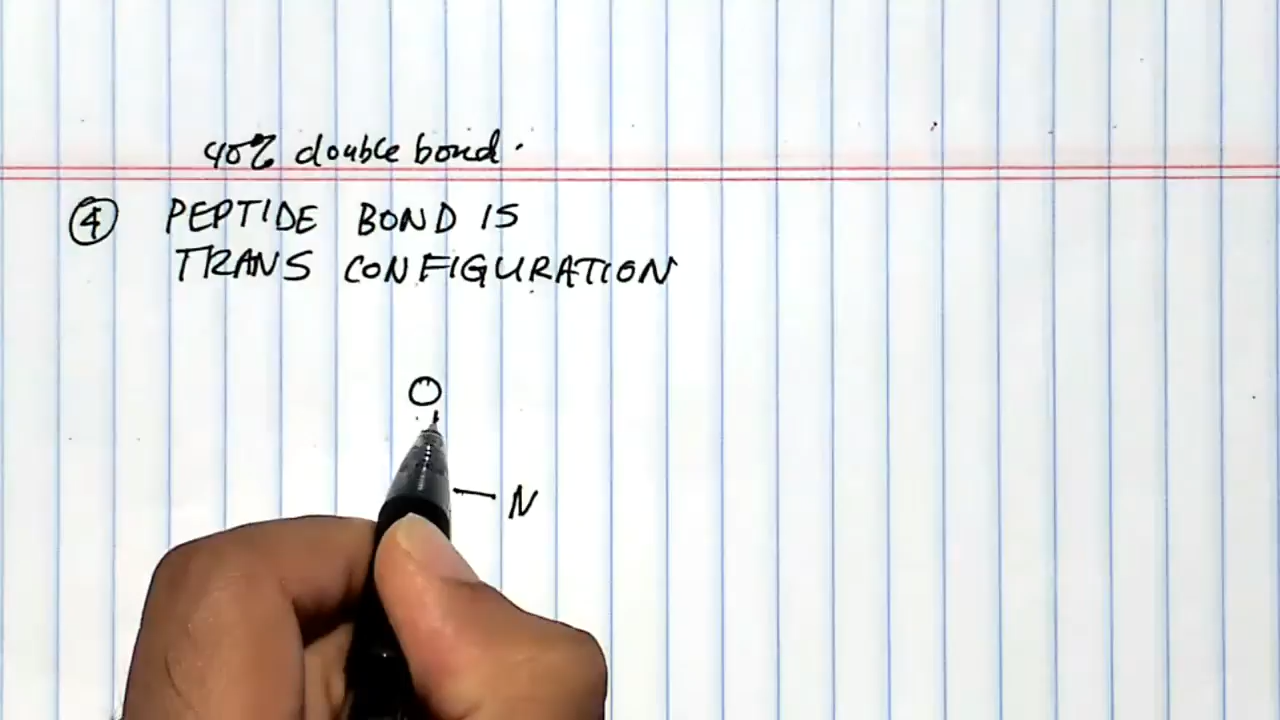 40% double bond.
④ PEPTIDE BOND IS
TRANS CONFIGURATION
O
N